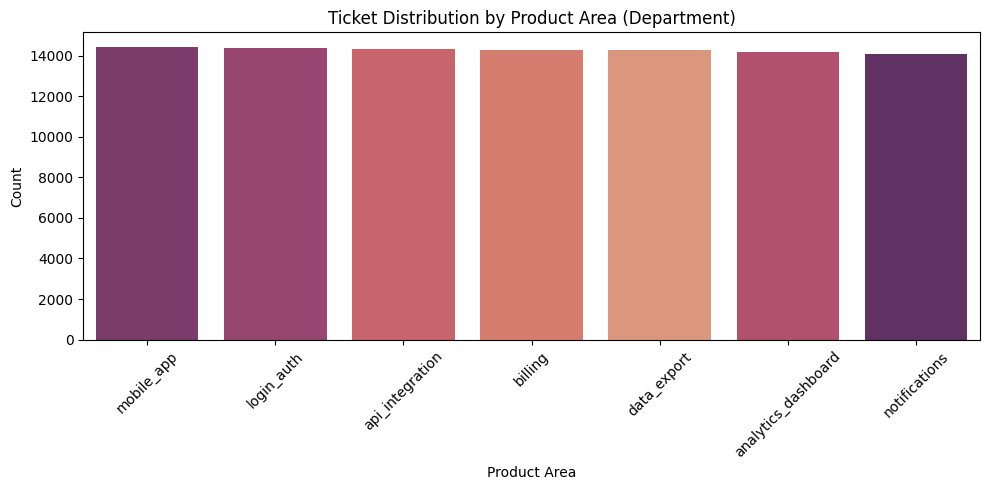 Ticket Distribution by Product Area (Department)
Count
14000
12000
10000
8000
6000
4000
2000
0
mobile_app
login_auth
api_integration
billing
data_export
analytics_dashboard
notifications
Product Area